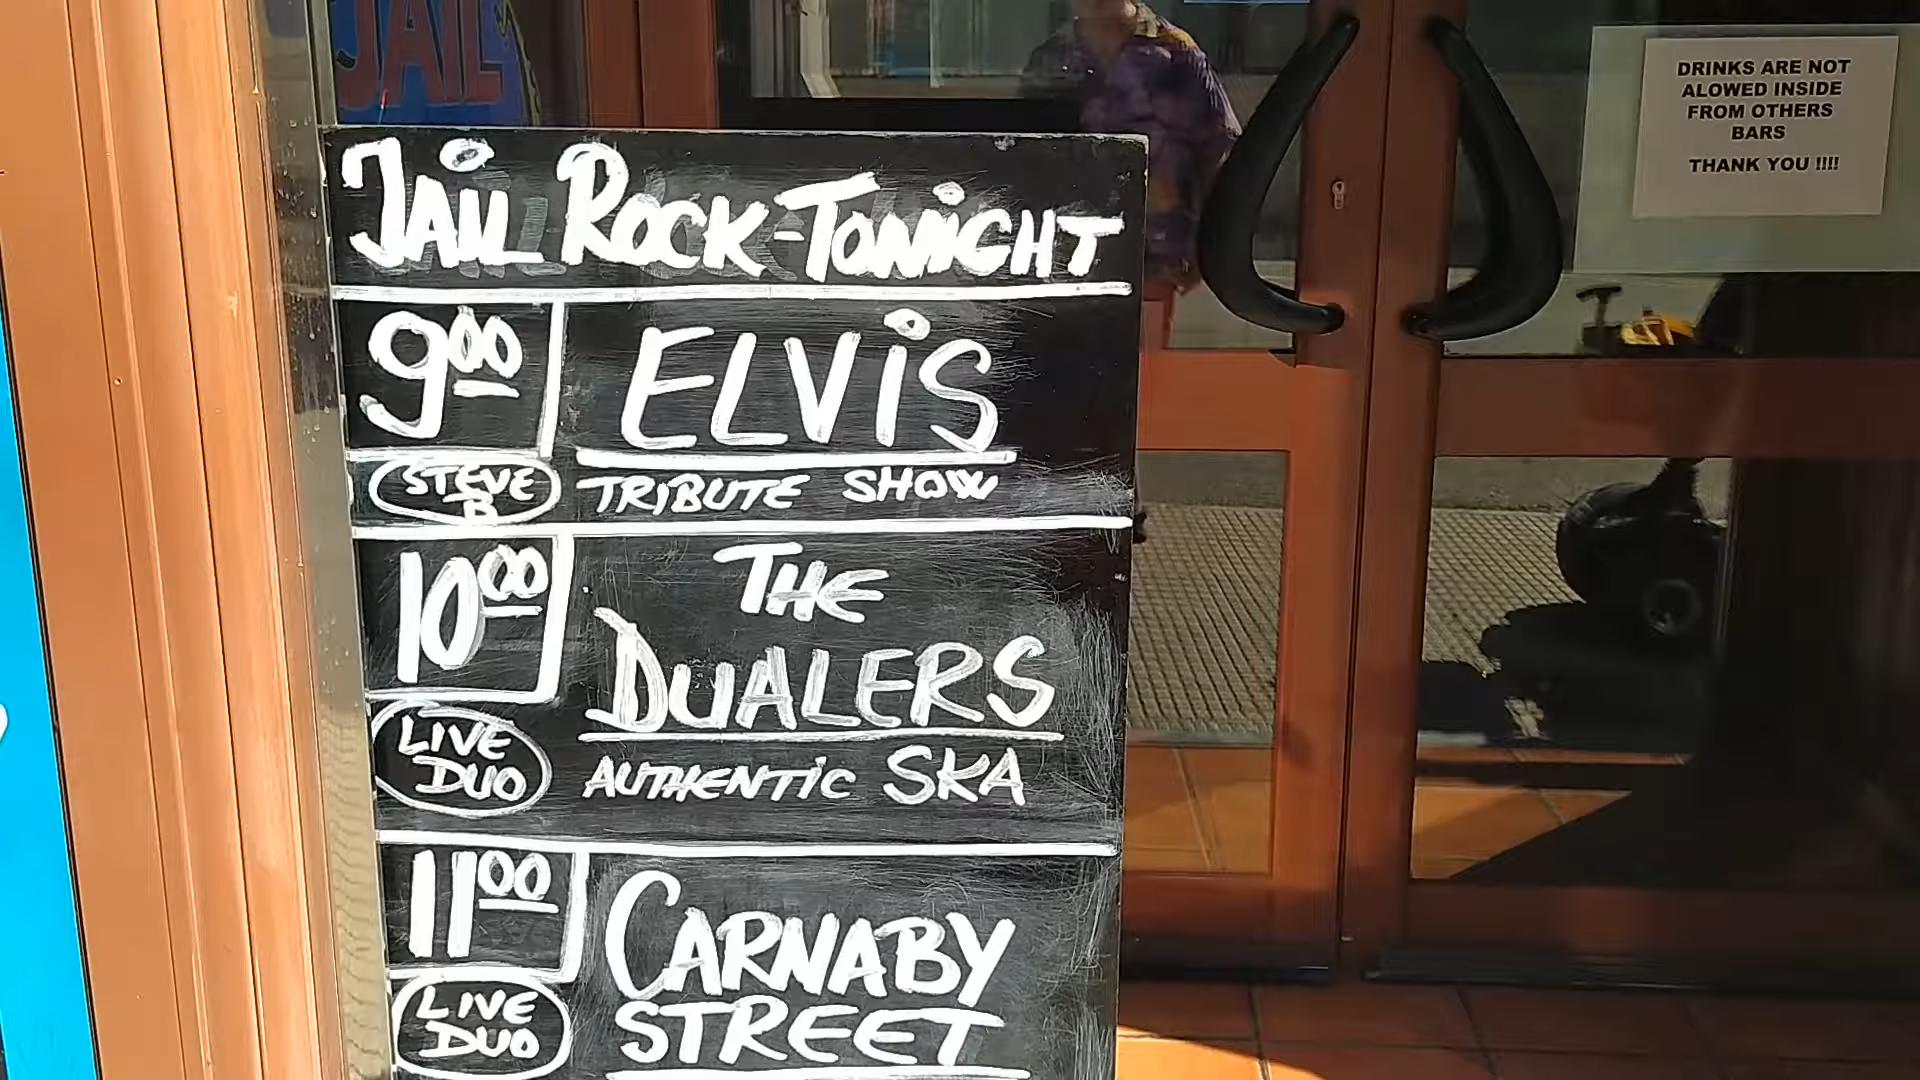 JAIL
JAIL ROCK-TONIGHT
9 00
ELVIS
STEVE
B
TRIBUTE SHOW
10 00
THE
DUALERS
LIVE
DUO
AUTHENTIC SKA
11 00
CARNABY
STREET
LIVE
DUO
DRINKS ARE NOT
ALOWED INSIDE
FROM OTHERS
BARS
THANK YOU !!!!